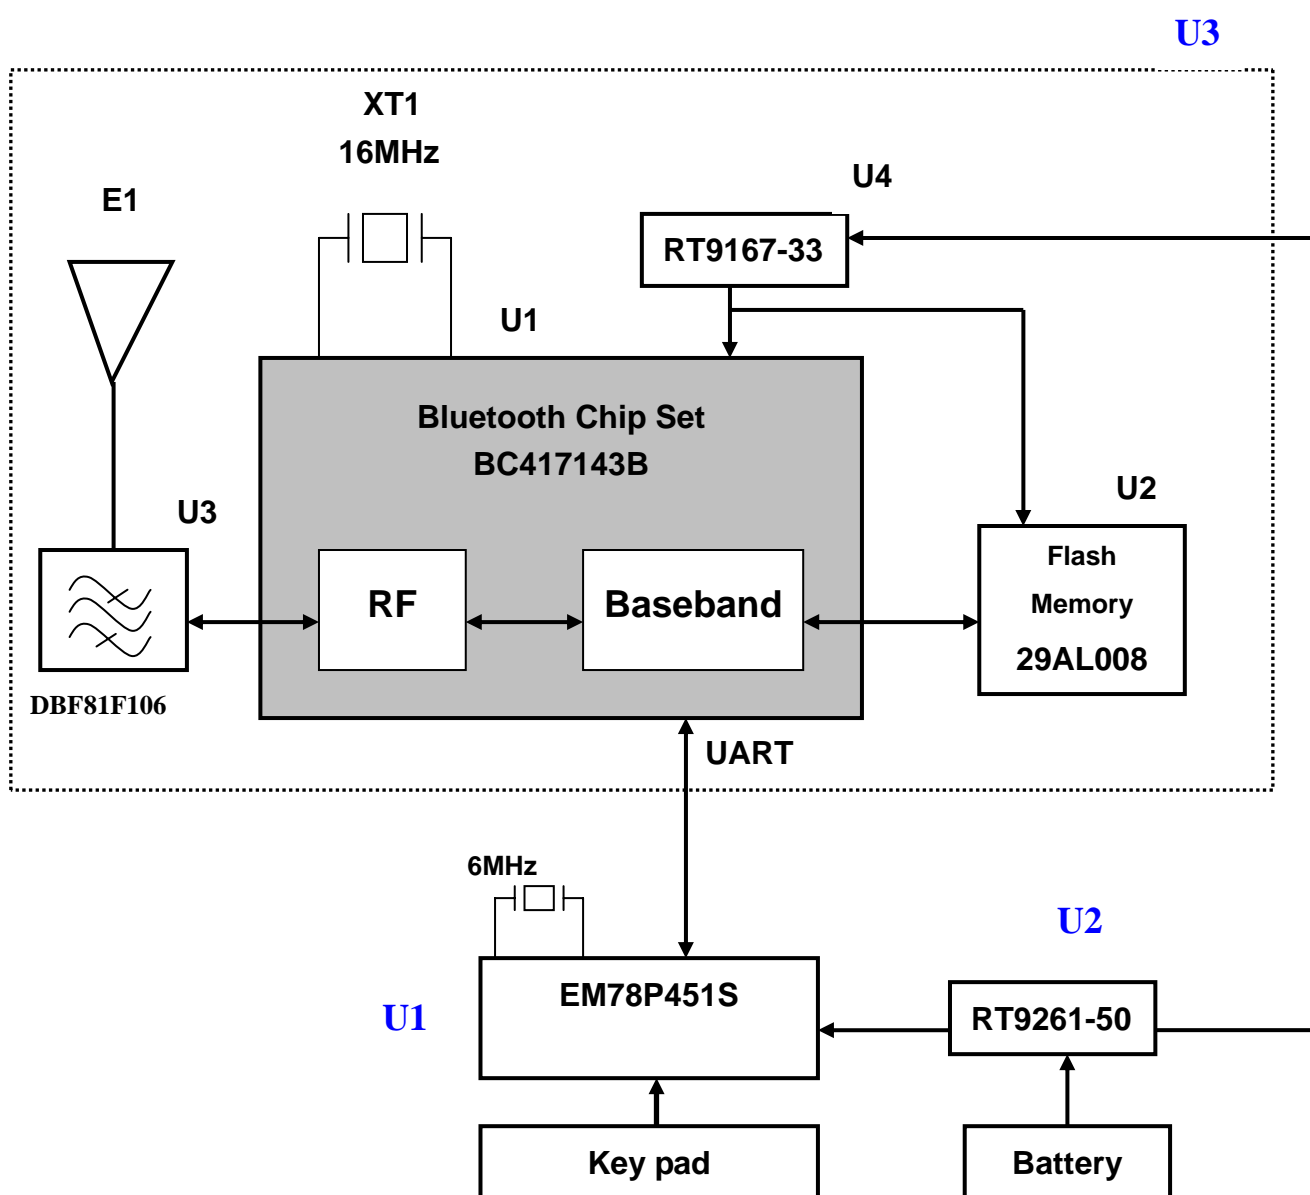 U3
XT1
16MHz
E1
U4
RT9167-33
U1
Bluetooth Chip Set
BC417143B
U2
U3
Flash
Memory
29AL008
RF
Baseband
DBF81F106
UART
6MHz
U2
EM78P451S
U1
RT9261-50
Key pad
Battery